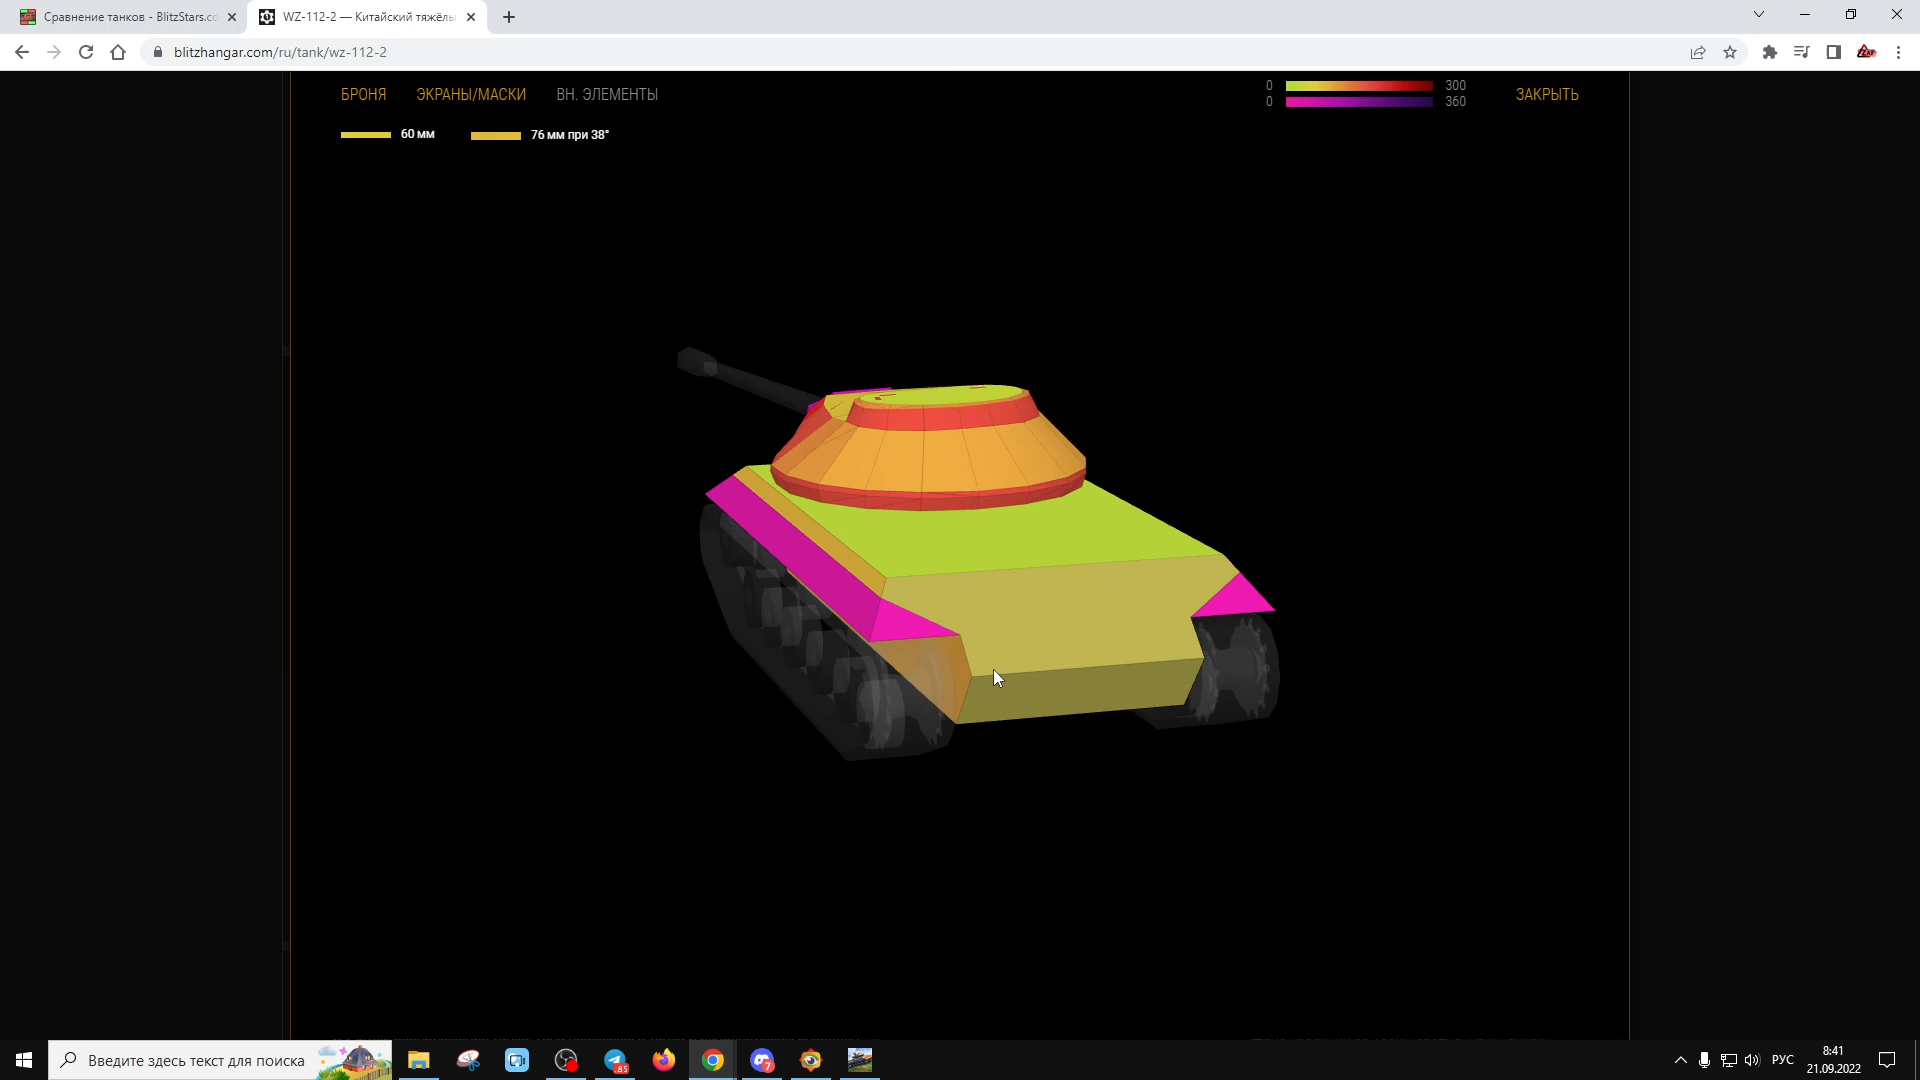 Сравнение танков - BlitzStars.co
WZ-112-2 — Китайский тяжёлы
blitzhangar.com/ru/tank/wz-112-2
БРОНЯ ЭКРАНЫ/МАСКИ ВН. ЭЛЕМЕНТЫ
0 300
0 360
ЗАКРЫТЬ
60 мм
76 мм при 38°
Введите здесь текст для поиска
85
7
РУС
8:41
21.09.2022